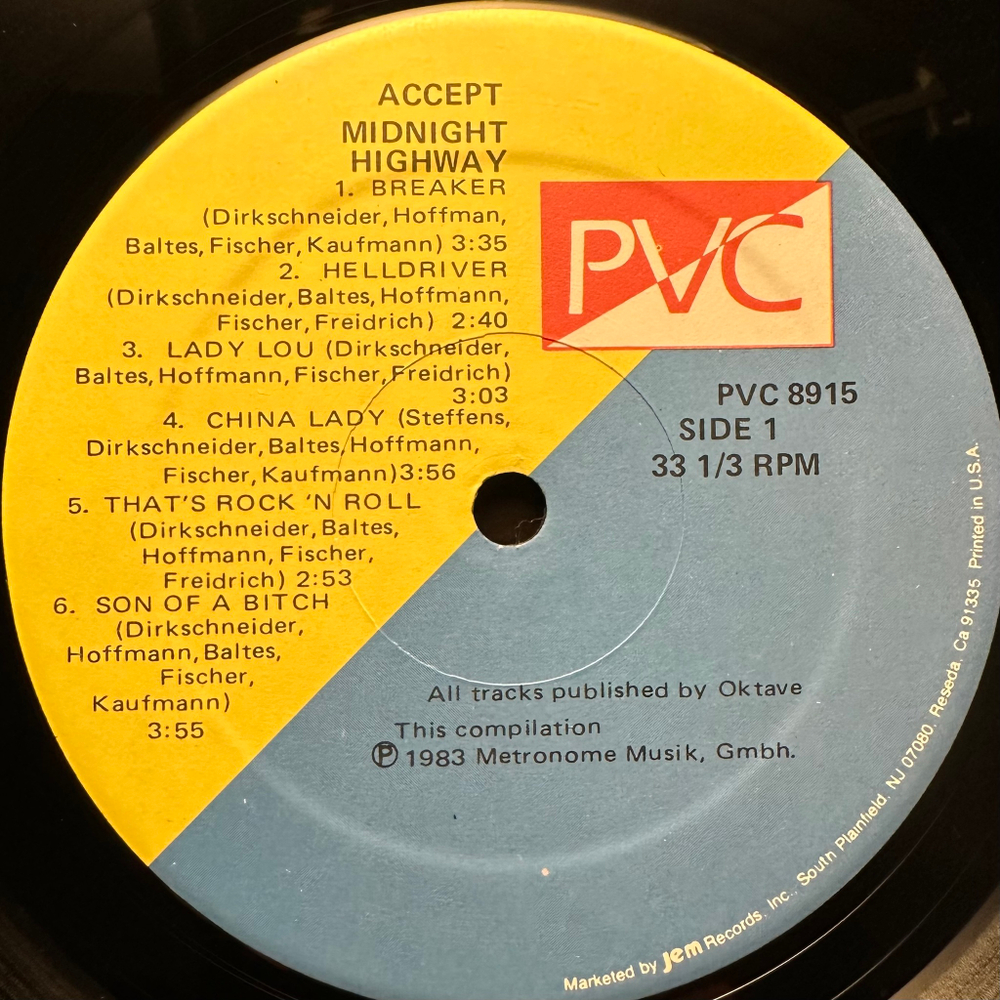 ACCEPT
MIDNIGHT
HIGHWAY
1. BREAKER
(Dirkschneider, Hoffman,
Baltes, Fischer, Kaufmann) 3:35
2. HELLDRIVER
(Dirkschneider, Baltes, Hoffmann,
Fischer, Freidrich) 2:40
3. LADY LOU (Dirkschneider,
Baltes, Hoffmann, Fischer, Freidrich)
3:03
4. CHINA LADY (Steffens,
Dirkschneider, Baltes, Hoffmann,
Fischer, Kaufmann) 3:56
5. THAT'S ROCK 'N ROLL
(Dirkschneider, Baltes,
Hoffmann, Fischer,
Freidrich) 2:53
6. SON OF A BITCH
(Dirkschneider,
Hoffmann, Baltes,
Fischer,
Kaufmann)
3:55
PVC
PVC 8915
SIDE 1
33 1/3 RPM
All tracks published by Oktave
This compilation
Ⓟ 1983 Metronome Musik, Gmbh.
Marketed by Jem Records, Inc., South Plainfield, NJ 07080, Reseda, Ca 91335 Printed in U.S.A.